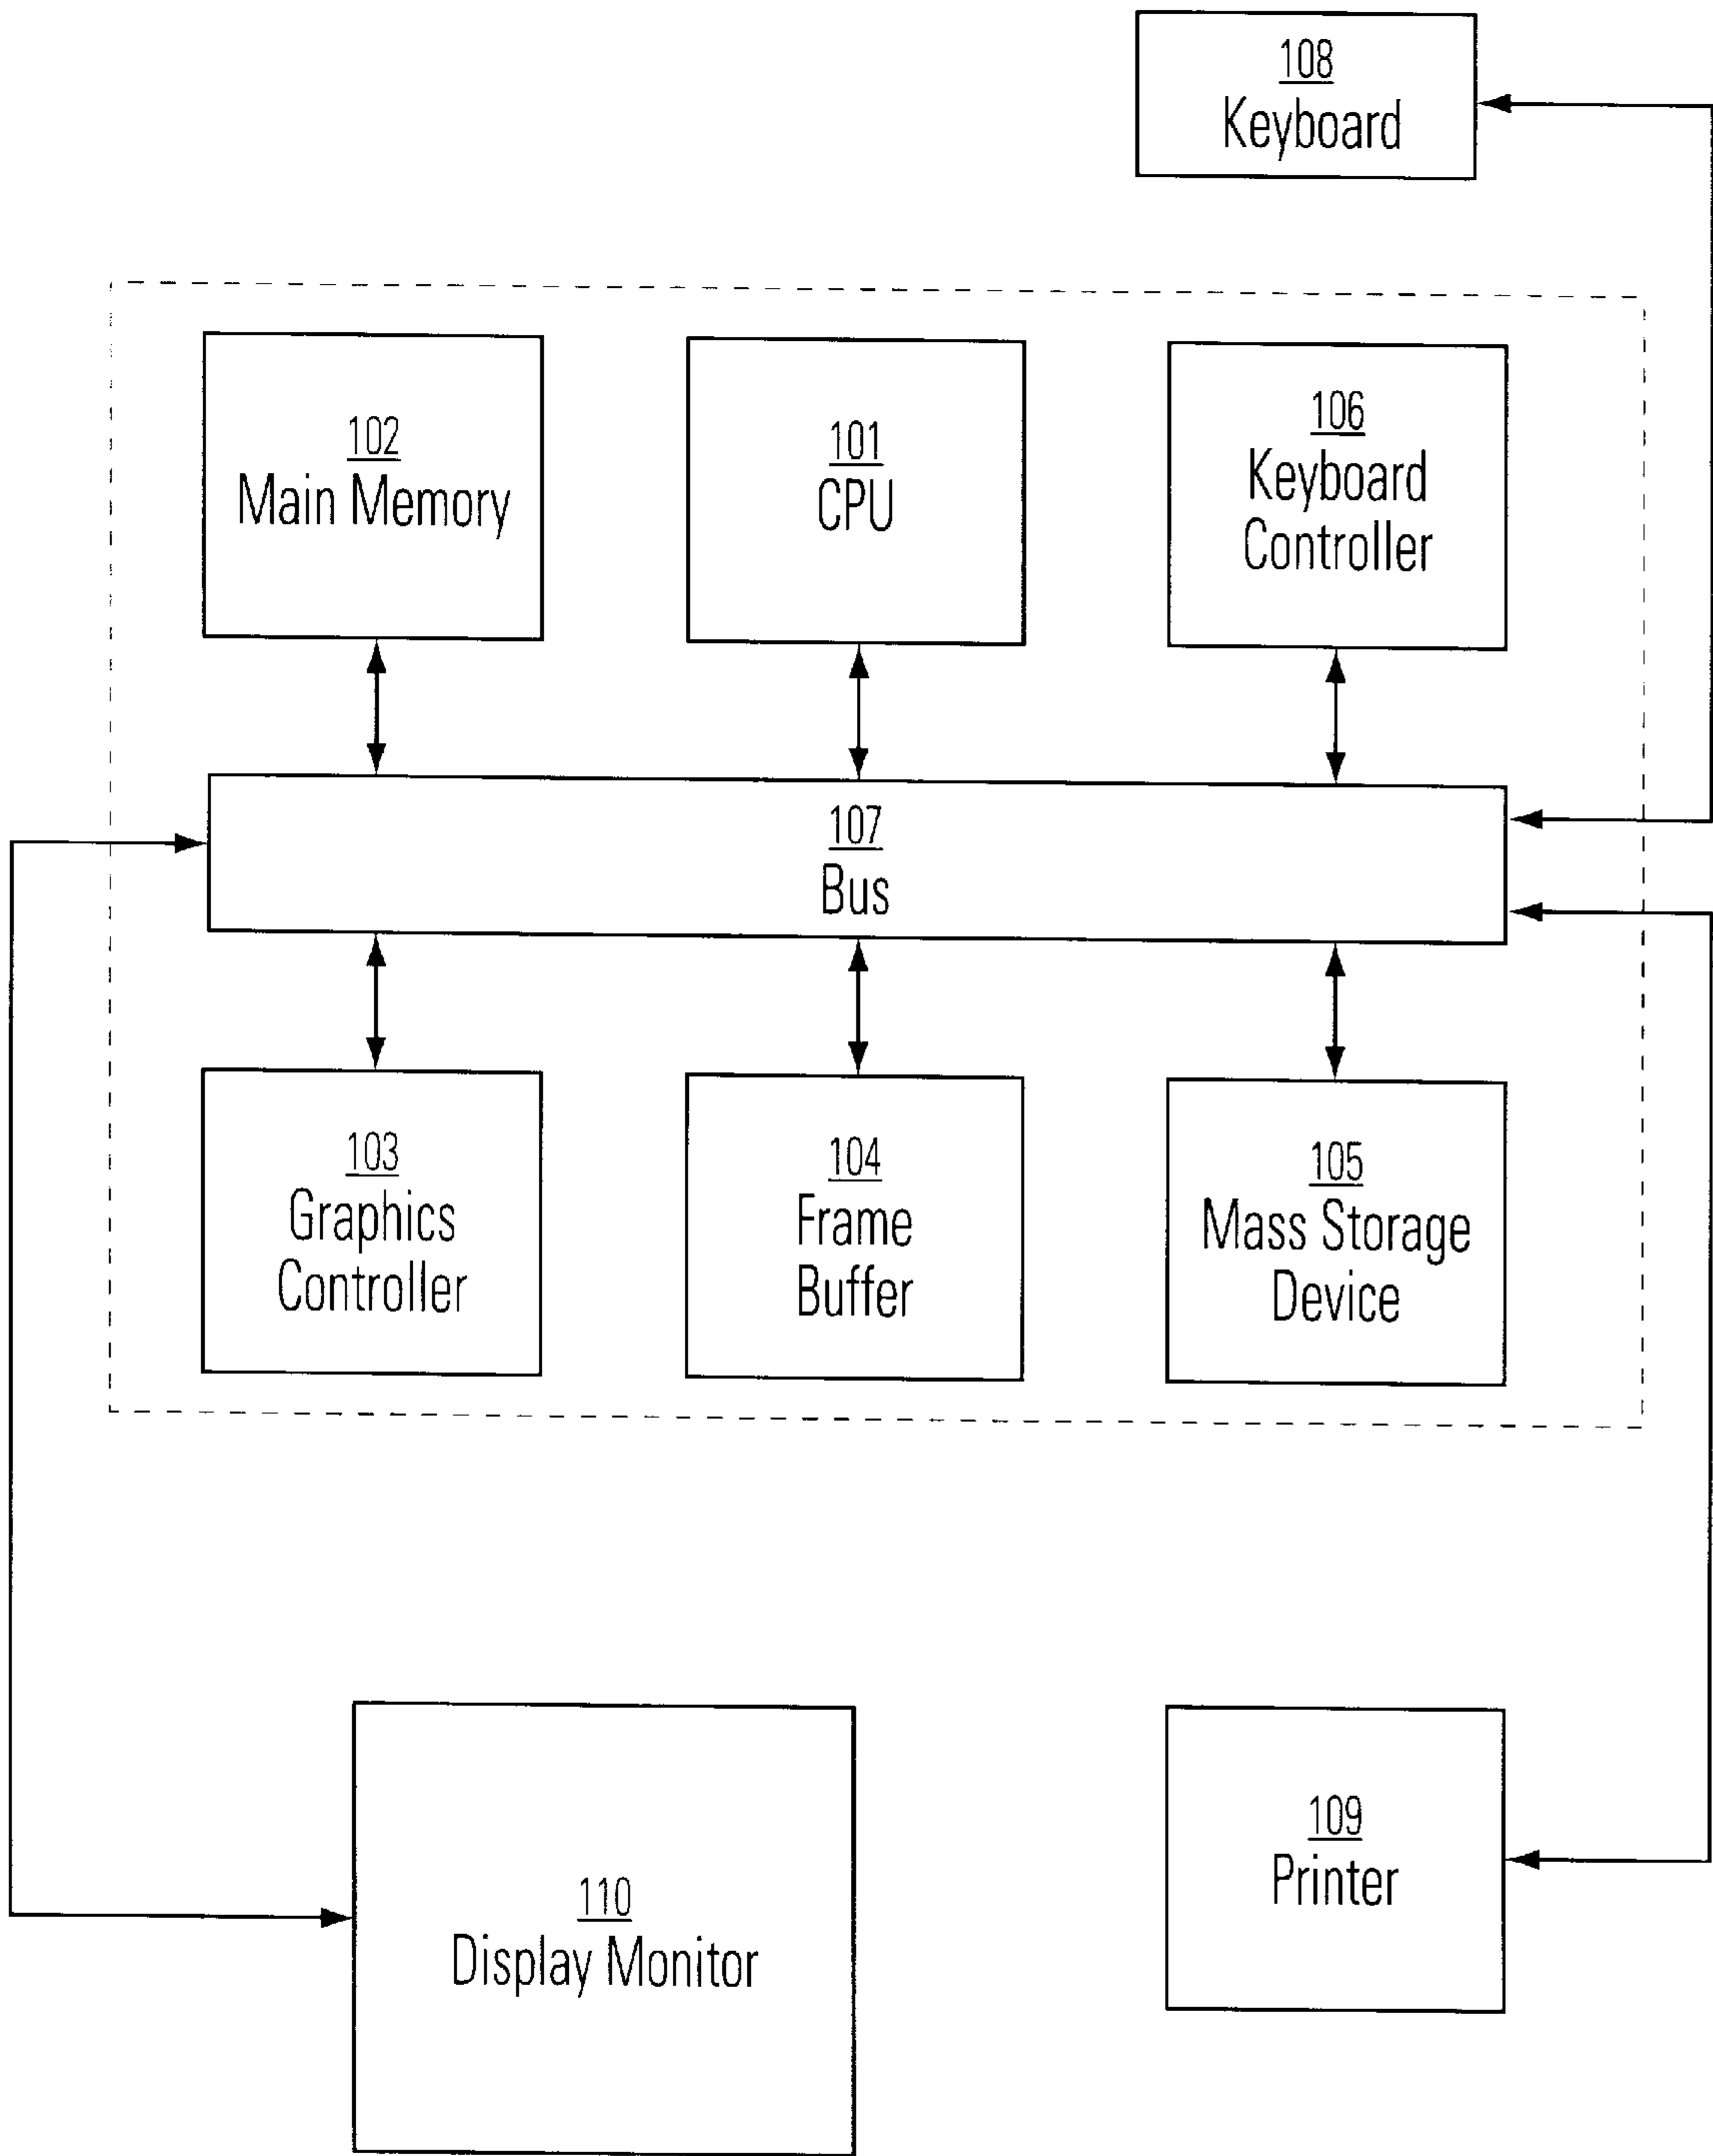 108
Keyboard
102
Main Memory
101
CPU
106
Keyboard
Controller
107
Bus
103
Graphics
Controller
104
Frame
Buffer
105
Mass Storage
Device
110
Display Monitor
109
Printer